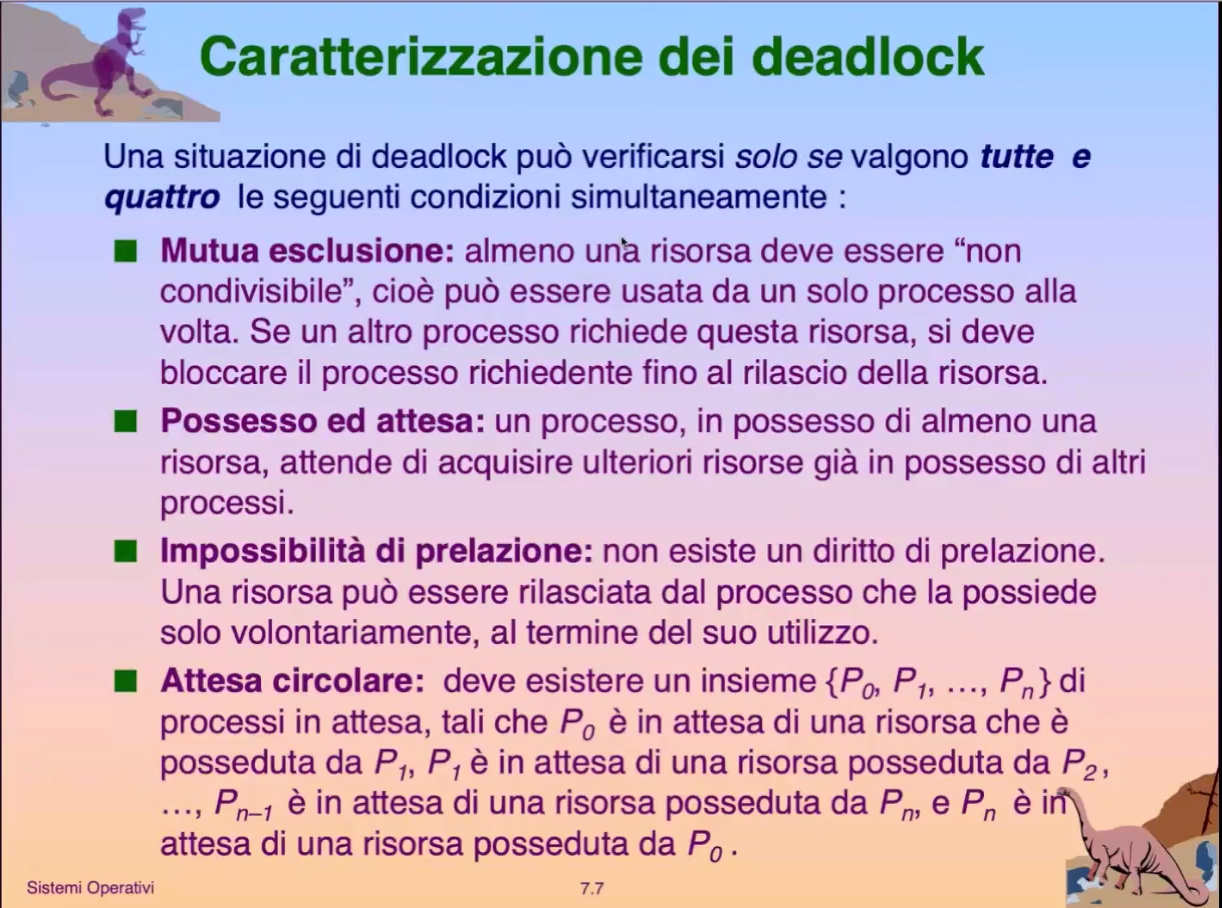 Caratterizzazione dei deadlock
Una situazione di deadlock può verificarsi solo se valgono tutte e
quattro le seguenti condizioni simultaneamente :
■ Mutua esclusione: almeno una risorsa deve essere “non
condivisibile”, cioè può essere usata da un solo processo alla
volta. Se un altro processo richiede questa risorsa, si deve
bloccare il processo richiedente fino al rilascio della risorsa.
■ Possesso ed attesa: un processo, in possesso di almeno una
risorsa, attende di acquisire ulteriori risorse già in possesso di altri
processi.
■ Impossibilità di prelazione: non esiste un diritto di prelazione.
Una risorsa può essere rilasciata dal processo che la possiede
solo volontariamente, al termine del suo utilizzo.
■ Attesa circolare: deve esistere un insieme {P₀, P₁, …, Pₙ} di
processi in attesa, tali che P₀ è in attesa di una risorsa che è
posseduta da P₁, P₁ è in attesa di una risorsa posseduta da P₂,
…, Pₙ₋₁ è in attesa di una risorsa posseduta da Pₙ, e Pₙ è in
attesa di una risorsa posseduta da P₀.
Sistemi Operativi
7.7